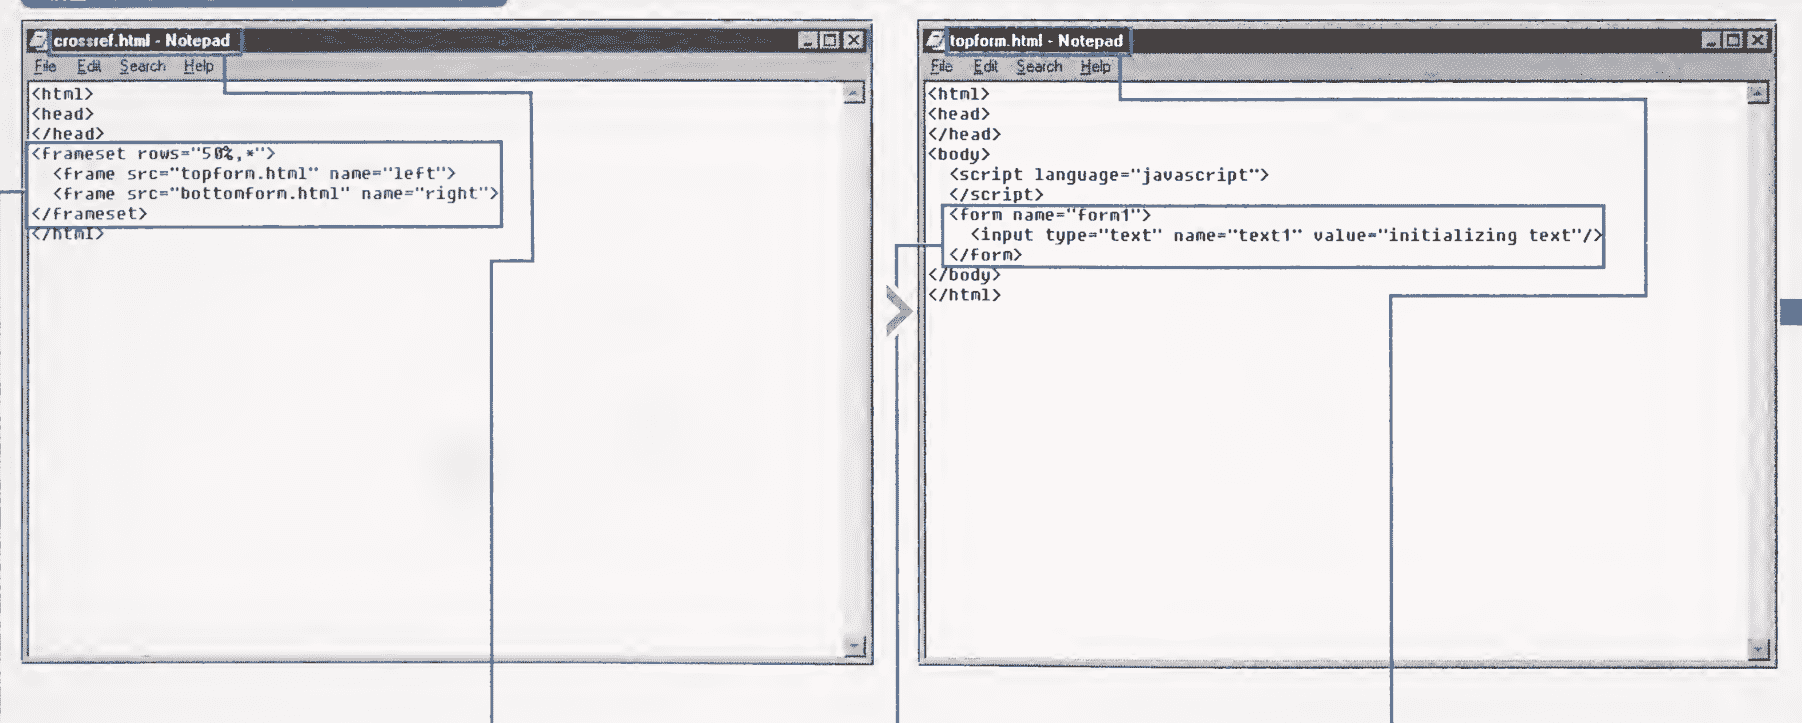 crossref.html - Notepad
File Edit Search Help
<html>
<head>
</head>
<frameset rows="50%,*">
<frame src="topform.html" name="left">
<frame src="bottomform.html" name="right">
</frameset>
</html>
topform.html - Notepad
File Edit Search Help
<html>
<head>
</head>
<body>
<script language="javascript">
</script>
<form name="form1">
<input type="text" name="text1" value="initializing text"/>
</form>
</body>
</html>